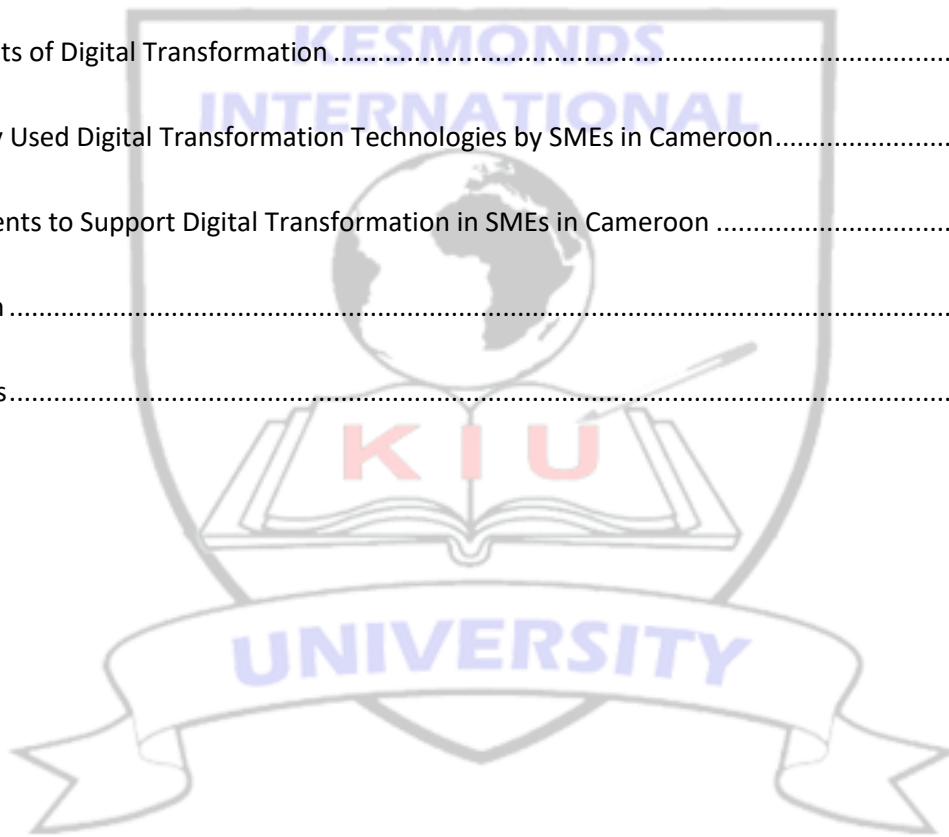 KESMONDS
ts of Digital Transformation ..........................................................................................
INTERNATIONAL
y Used Digital Transformation Technologies by SMEs in Cameroon..........................
ents to Support Digital Transformation in SMEs in Cameroon ...................................
n ..............................................................................................................................................
s..............................................................................................................................................
K I U
UNIVERSITY